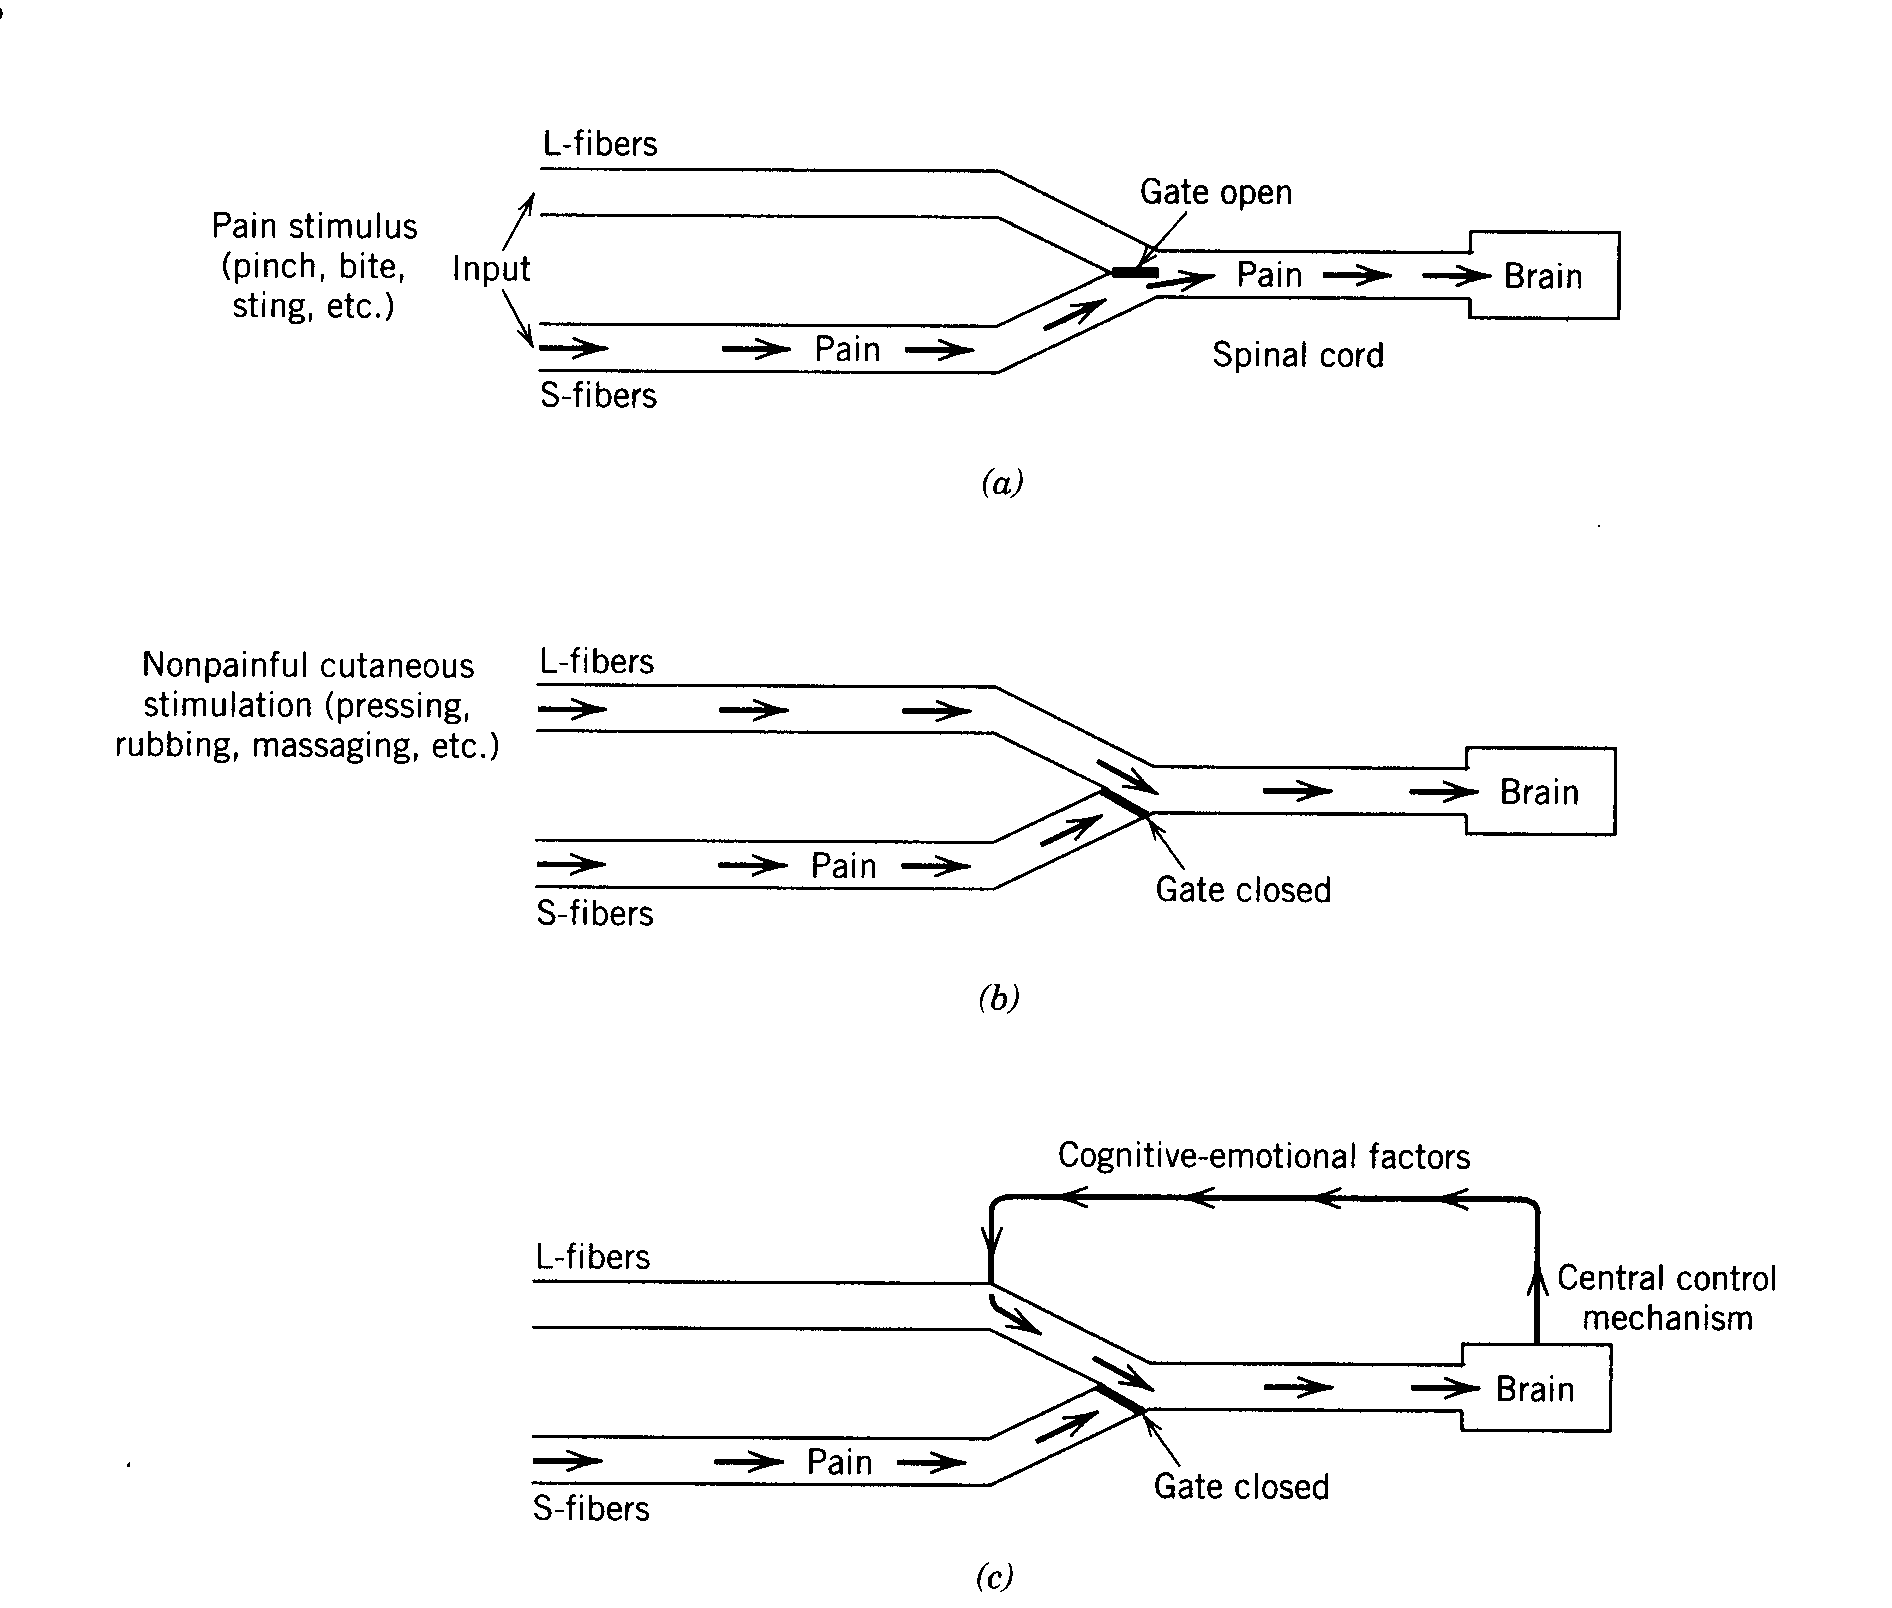 L-fibers
Gate open
Pain stimulus
(pinch, bite,
sting, etc.)
Input
Pain
Brain
Pain
Spinal cord
S-fibers
(a)
Nonpainful cutaneous
stimulation (pressing,
rubbing, massaging, etc.)
L-fibers
Brain
Pain
Gate closed
S-fibers
(b)
Cognitive-emotional factors
L-fibers
Central control
mechanism
Brain
Pain
Gate closed
S-fibers
(c)